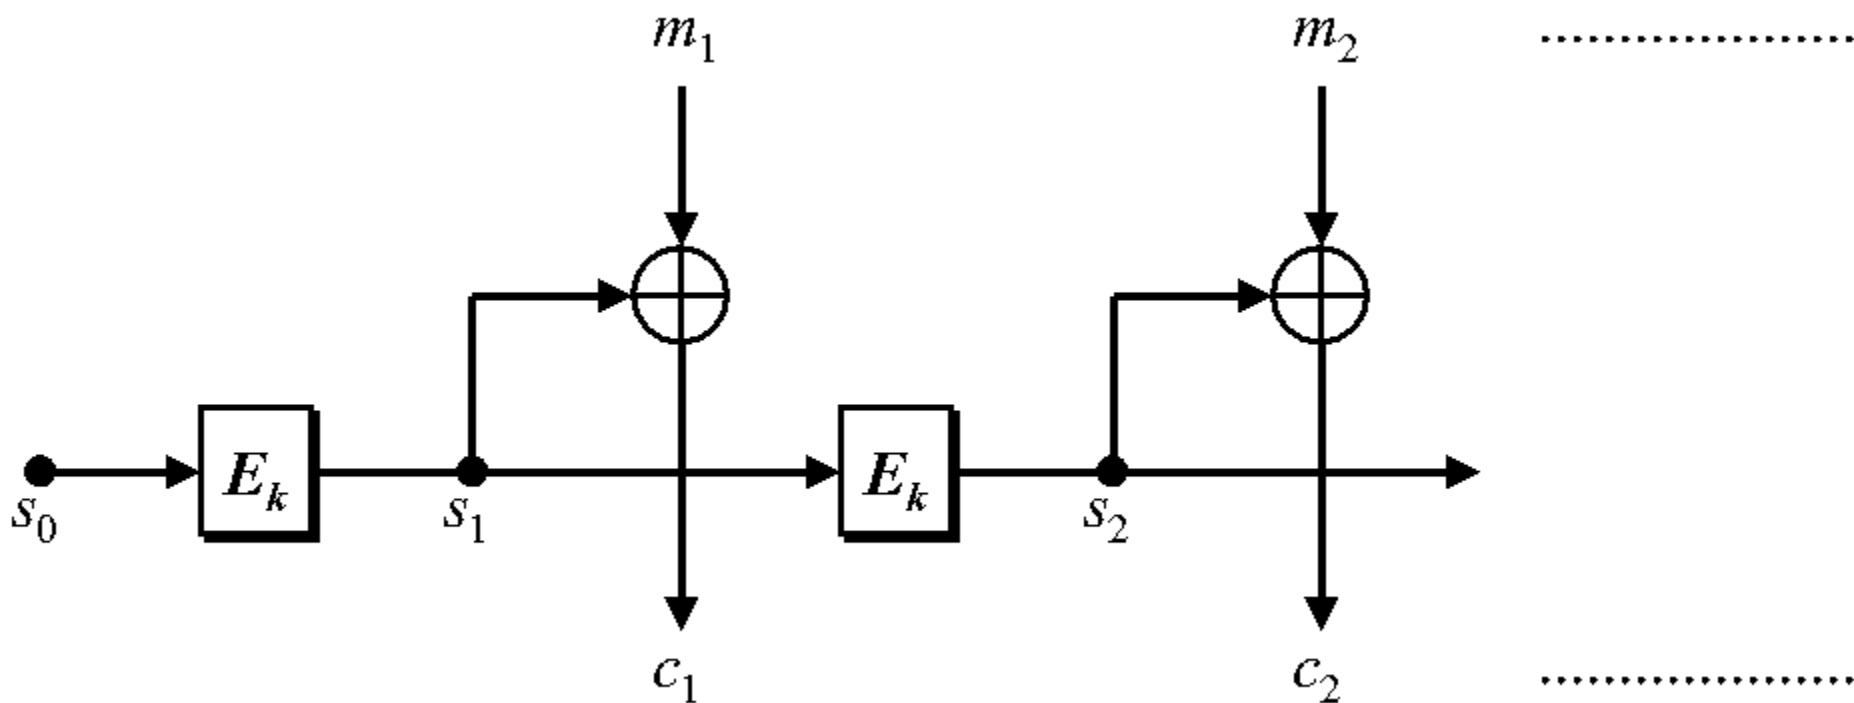 m₁ m₂ ....................
Eₖ Eₖ
s₀ s₁ s₂
c₁ c₂ ....................